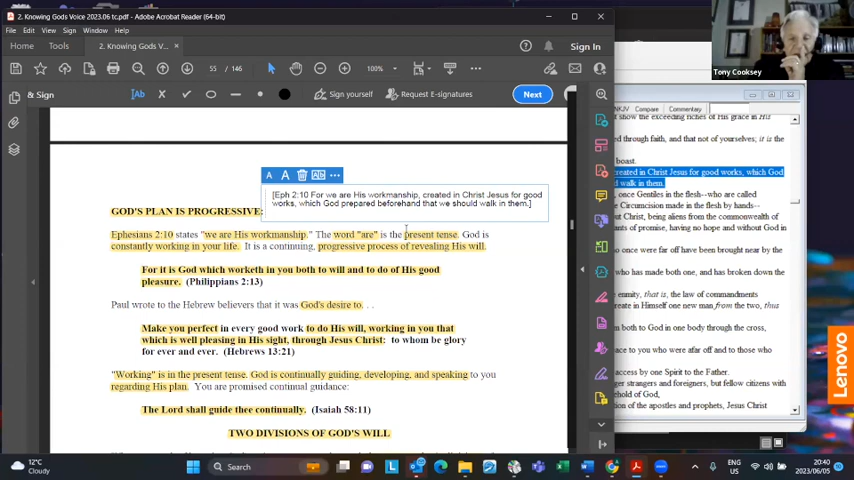 2. Knowing Gods Voice 2023.06 tc.pdf - Adobe Acrobat Reader (64-bit)
File Edit View Sign Window Help
Home Tools 2. Knowing Gods Voice ... × Sign In
55 / 146 100%
& Sign Ab Sign yourself Request E-signatures Next
Tony Cooksey
[Eph 2:10 For we are His workmanship, created in Christ Jesus for good
works, which God prepared beforehand that we should walk in them.]
GOD'S PLAN IS PROGRESSIVE:
Ephesians 2:10 states "we are His workmanship." The word "are" is the present tense. God is
constantly working in your life. It is a continuing, progressive process of revealing His will.
For it is God which worketh in you both to will and to do of His good
pleasure. (Philippians 2:13)
Paul wrote to the Hebrew believers that it was God's desire to. . .
Make you perfect in every good work to do His will, working in you that
which is well pleasing in His sight, through Jesus Christ: to whom be glory
for ever and ever. (Hebrews 13:21)
"Working" is in the present tense. God is continually guiding, developing, and speaking to you
regarding His plan. You are promised continual guidance:
The Lord shall guide thee continually. (Isaiah 58:11)
TWO DIVISIONS OF GOD'S WILL
NKJV Compare Commentary
show the exceeding riches of His grace in His
ed through faith, and that not of yourselves; it is the
boast.
created in Christ Jesus for good works, which God
d walk in them.
once Gentiles in the flesh--who are called
Circumcision made in the flesh by hands--
ut Christ, being aliens from the commonwealth of
ants of promise, having no hope and without God in
o once were far off have been brought near by the
who has made both one, and has broken down the
enmity, that is, the law of commandments
eate in Himself one new man from the two, thus
m both to God in one body through the cross,
ace to you who were afar off and to those who
access by one Spirit to the Father.
ger strangers and foreigners, but fellow citizens with
ehold of God,
tion of the apostles and prophets, Jesus Christ
Lenovo
12°C
Cloudy
Search
ENG
US
20:40
2023/06/05